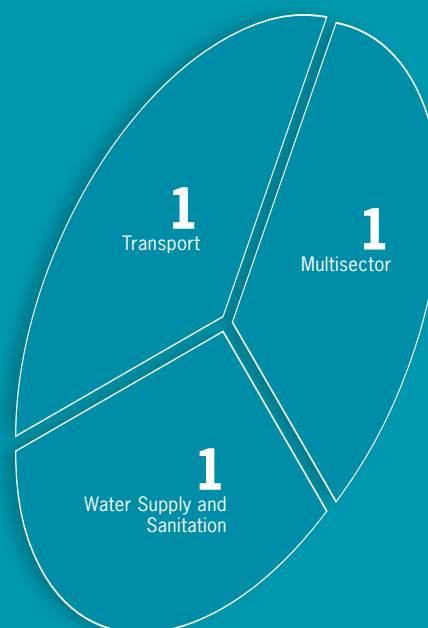 1
Transport
1
Multisector
1
Water Supply and
Sanitation